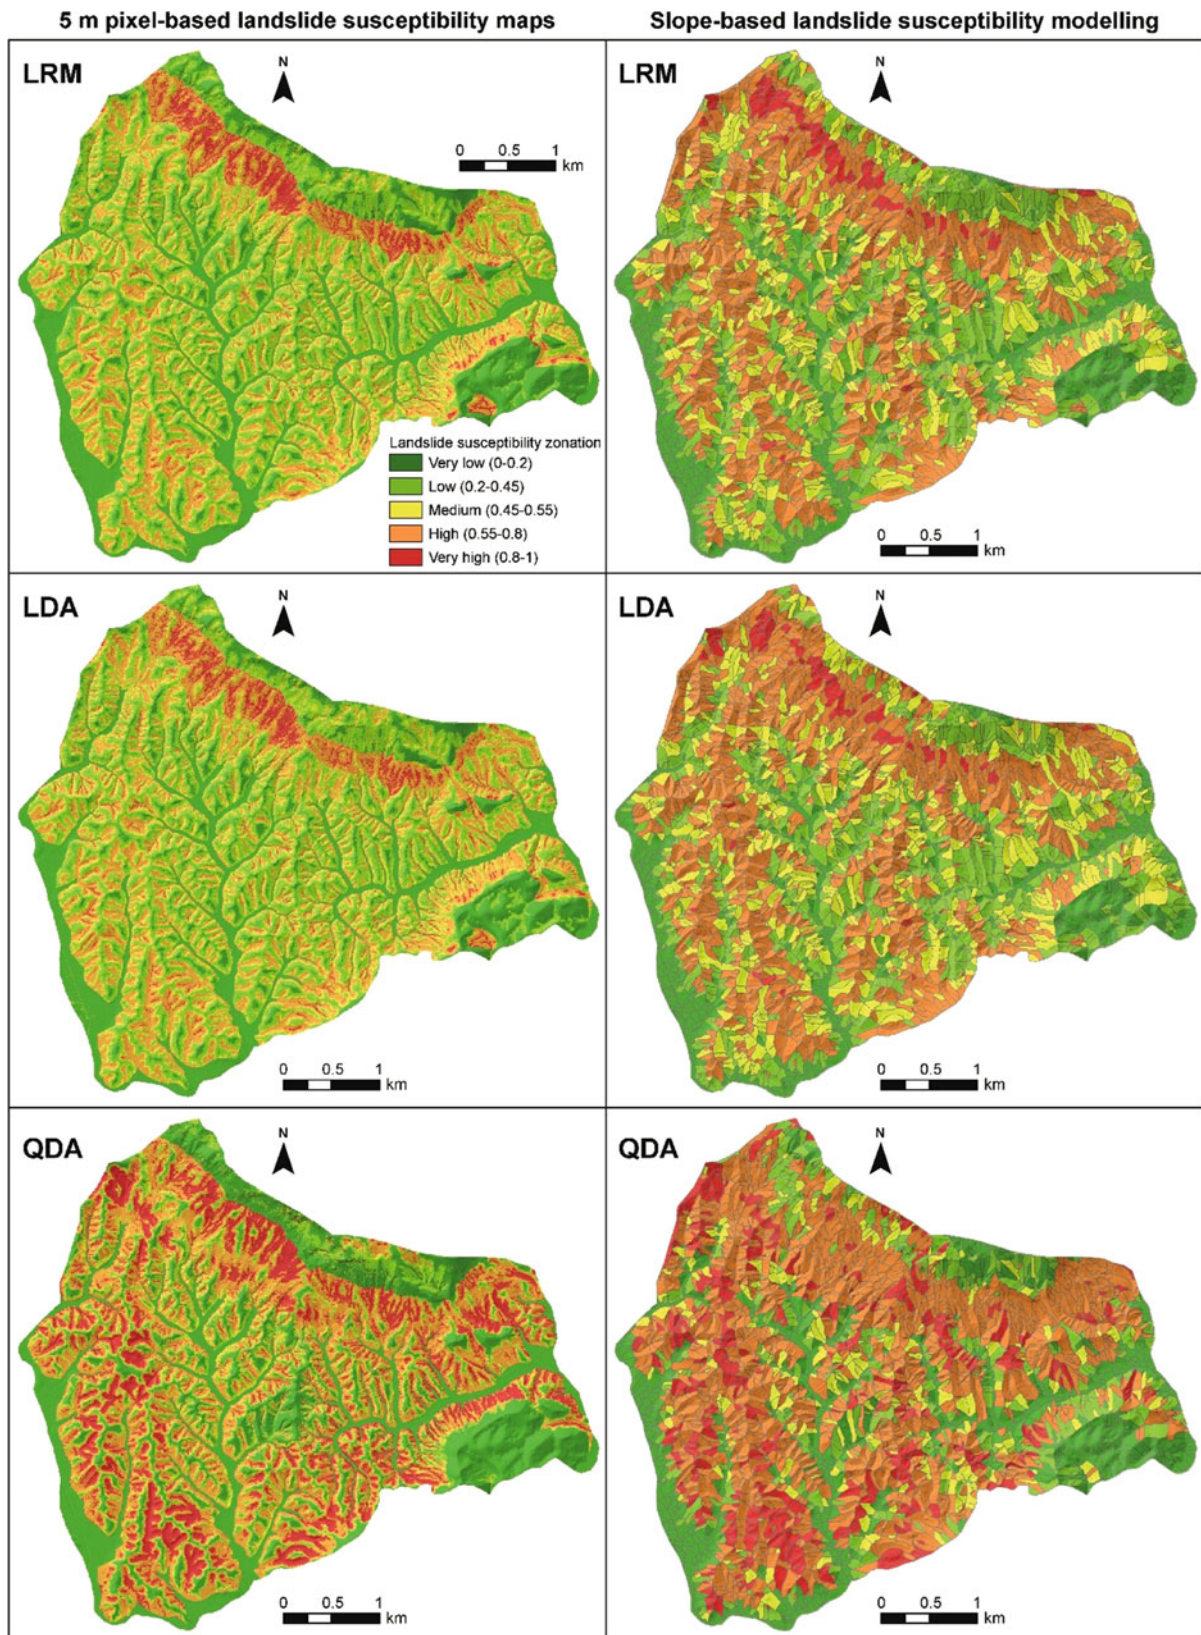 5 m pixel-based landslide susceptibility maps
Slope-based landslide susceptibility modelling
LRM
N
0 0.5 1
km
Landslide susceptibility zonation
Very low (0-0.2)
Low (0.2-0.45)
Medium (0.45-0.55)
High (0.55-0.8)
Very high (0.8-1)
LRM
N
0 0.5 1
km
LDA
N
0 0.5 1
km
LDA
N
0 0.5 1
km
QDA
N
0 0.5 1
km
QDA
N
0 0.5 1
km